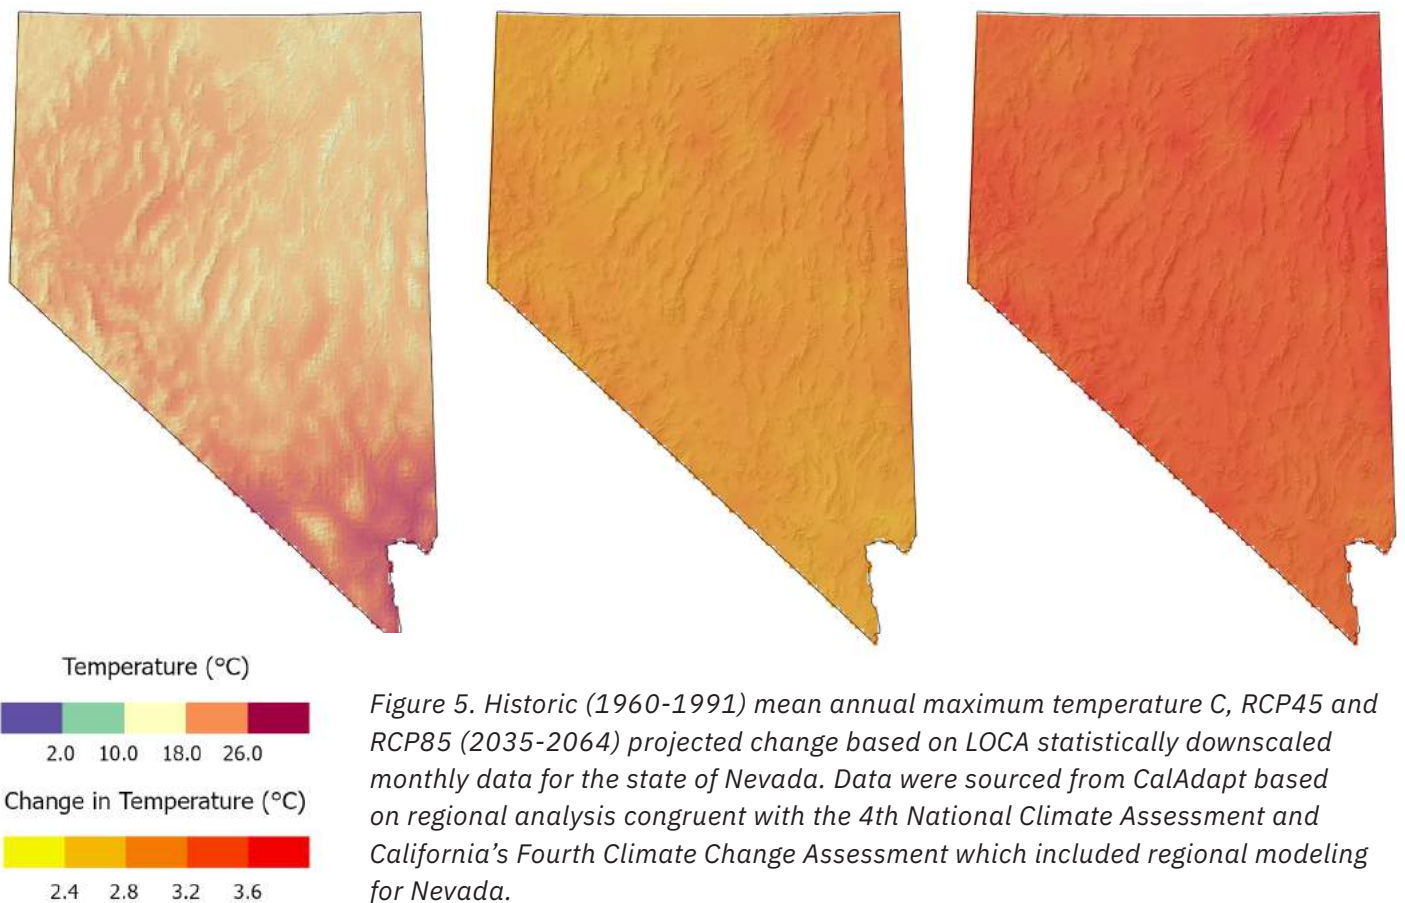 Temperature (°C)
2.0 10.0 18.0 26.0
Change in Temperature (°C)
2.4 2.8 3.2 3.6
Figure 5. Historic (1960-1991) mean annual maximum temperature C, RCP45 and
RCP85 (2035-2064) projected change based on LOCA statistically downscaled
monthly data for the state of Nevada. Data were sourced from CalAdapt based
on regional analysis congruent with the 4th National Climate Assessment and
California’s Fourth Climate Change Assessment which included regional modeling
for Nevada.